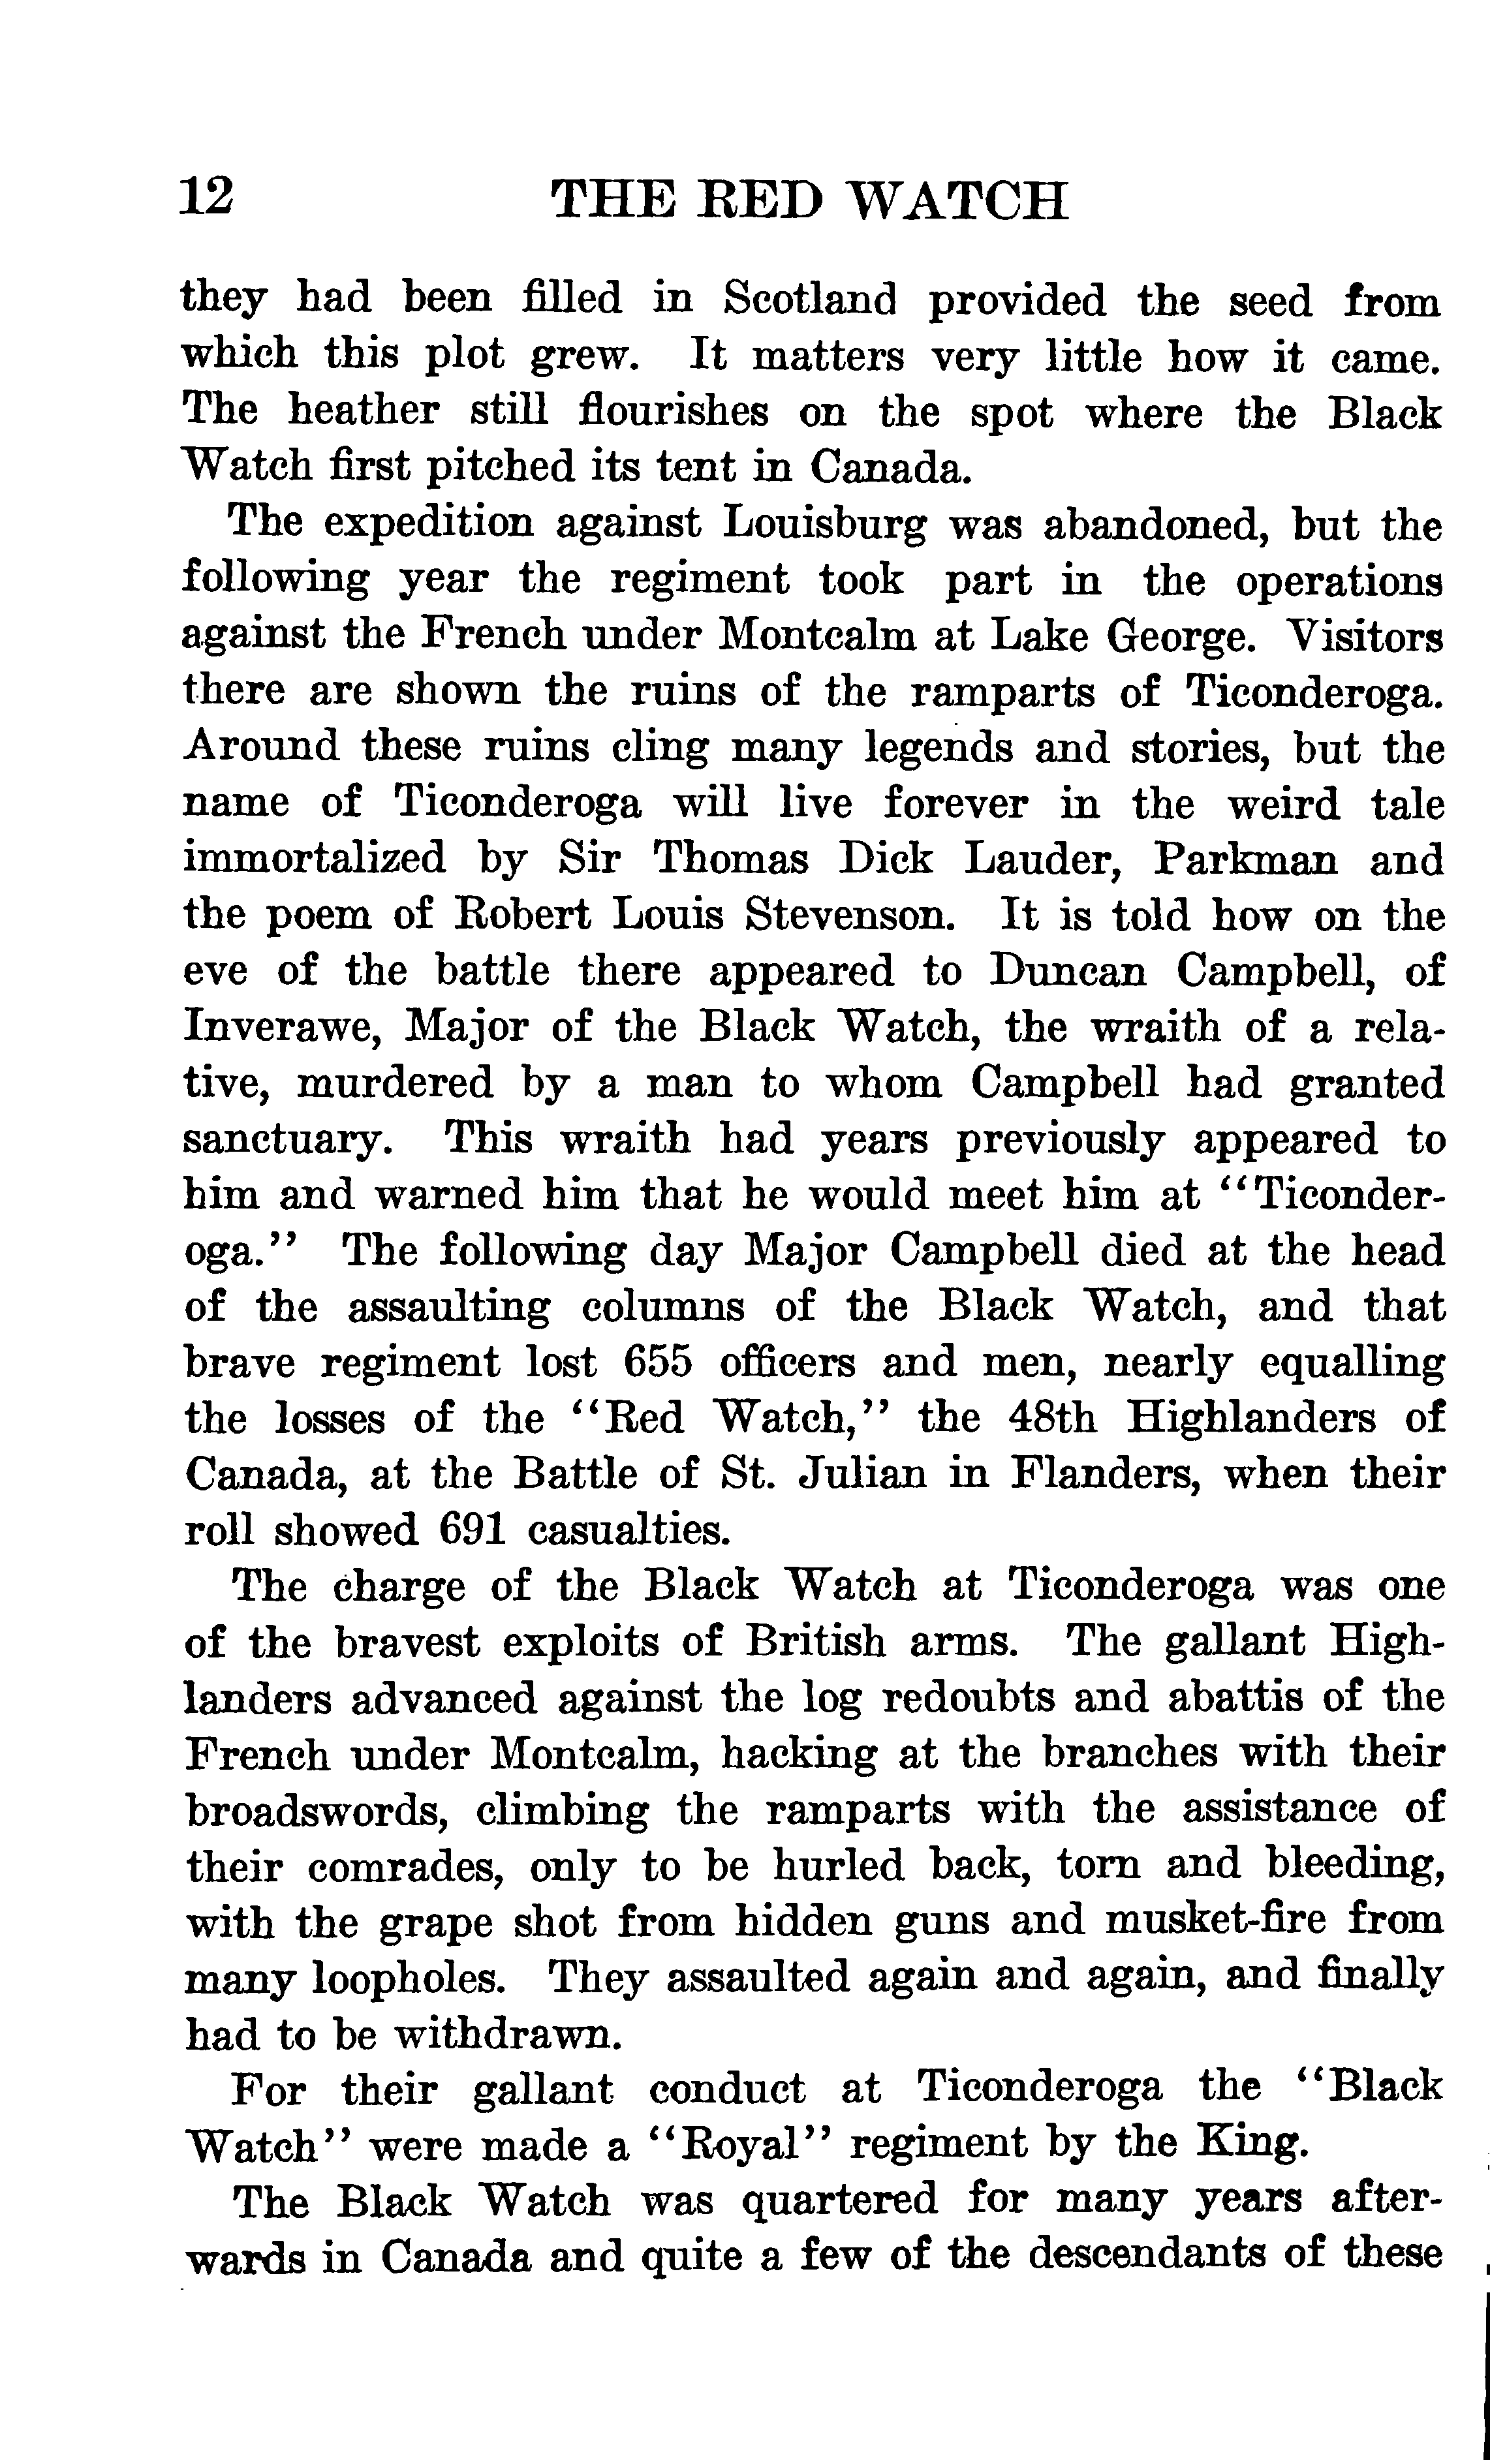 12 THE RED WATCH
they had been filled in Scotland provided the seed from
which this plot grew. It matters very little how it came.
The heather still flourishes on the spot where the Black
Watch first pitched its tent in Canada.
The expedition against Louisburg was abandoned, but the
following year the regiment took part in the operations
against the French under Montcalm at Lake George. Visitors
there are shown the ruins of the ramparts of Ticonderoga.
Around these ruins cling many legends and stories, but the
name of Ticonderoga will live forever in the weird tale
immortalized by Sir Thomas Dick Lauder, Parkman and
the poem of Robert Louis Stevenson. It is told how on the
eve of the battle there appeared to Duncan Campbell, of
Inverawe, Major of the Black Watch, the wraith of a rela-
tive, murdered by a man to whom Campbell had granted
sanctuary. This wraith had years previously appeared to
him and warned him that he would meet him at "Ticonder-
oga." The following day Major Campbell died at the head
of the assaulting columns of the Black Watch, and that
brave regiment lost 655 officers and men, nearly equalling
the losses of the "Red Watch," the 48th Highlanders of
Canada, at the Battle of St. Julian in Flanders, when their
roll showed 691 casualties.
The charge of the Black Watch at Ticonderoga was one
of the bravest exploits of British arms. The gallant High-
landers advanced against the log redoubts and abattis of the
French under Montcalm, hacking at the branches with their
broadswords, climbing the ramparts with the assistance of
their comrades, only to be hurled back, torn and bleeding,
with the grape shot from hidden guns and musket-fire from
many loopholes. They assaulted again and again, and finally
had to be withdrawn.
For their gallant conduct at Ticonderoga the "Black
Watch" were made a "Royal" regiment by the King.
The Black Watch was quartered for many years after-
wards in Canada and quite a few of the descendants of these